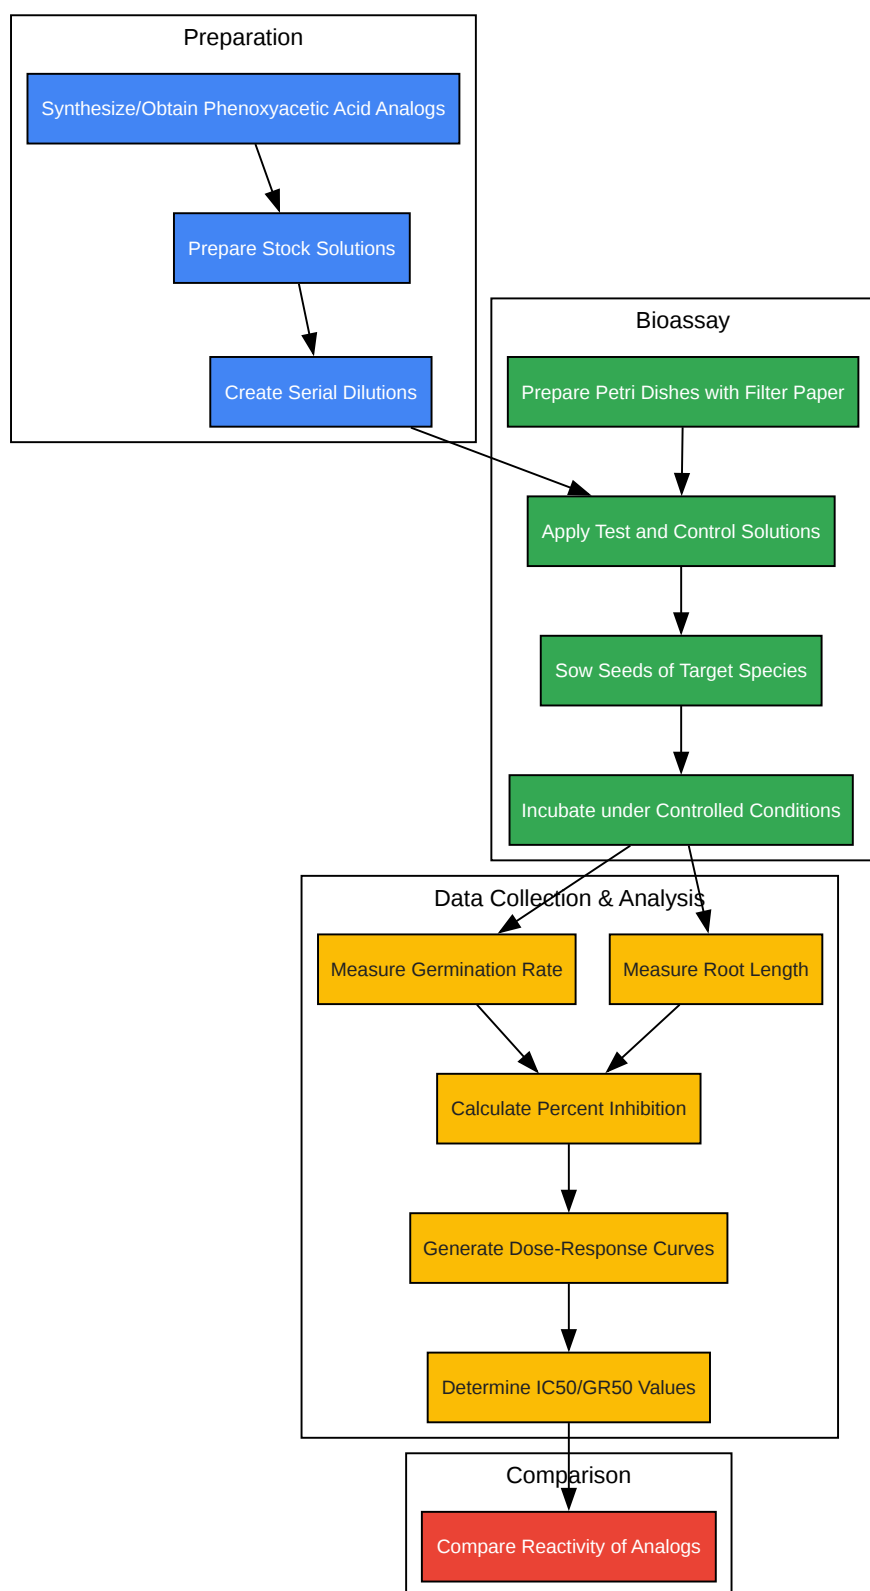 Preparation
Synthesize/Obtain Phenoxyacetic Acid Analogs
Prepare Stock Solutions
Create Serial Dilutions
Bioassay
Prepare Petri Dishes with Filter Paper
Apply Test and Control Solutions
Sow Seeds of Target Species
Incubate under Controlled Conditions
Data Collection & Analysis
Measure Germination Rate
Measure Root Length
Calculate Percent Inhibition
Generate Dose-Response Curves
Determine IC50/GR50 Values
Comparison
Compare Reactivity of Analogs